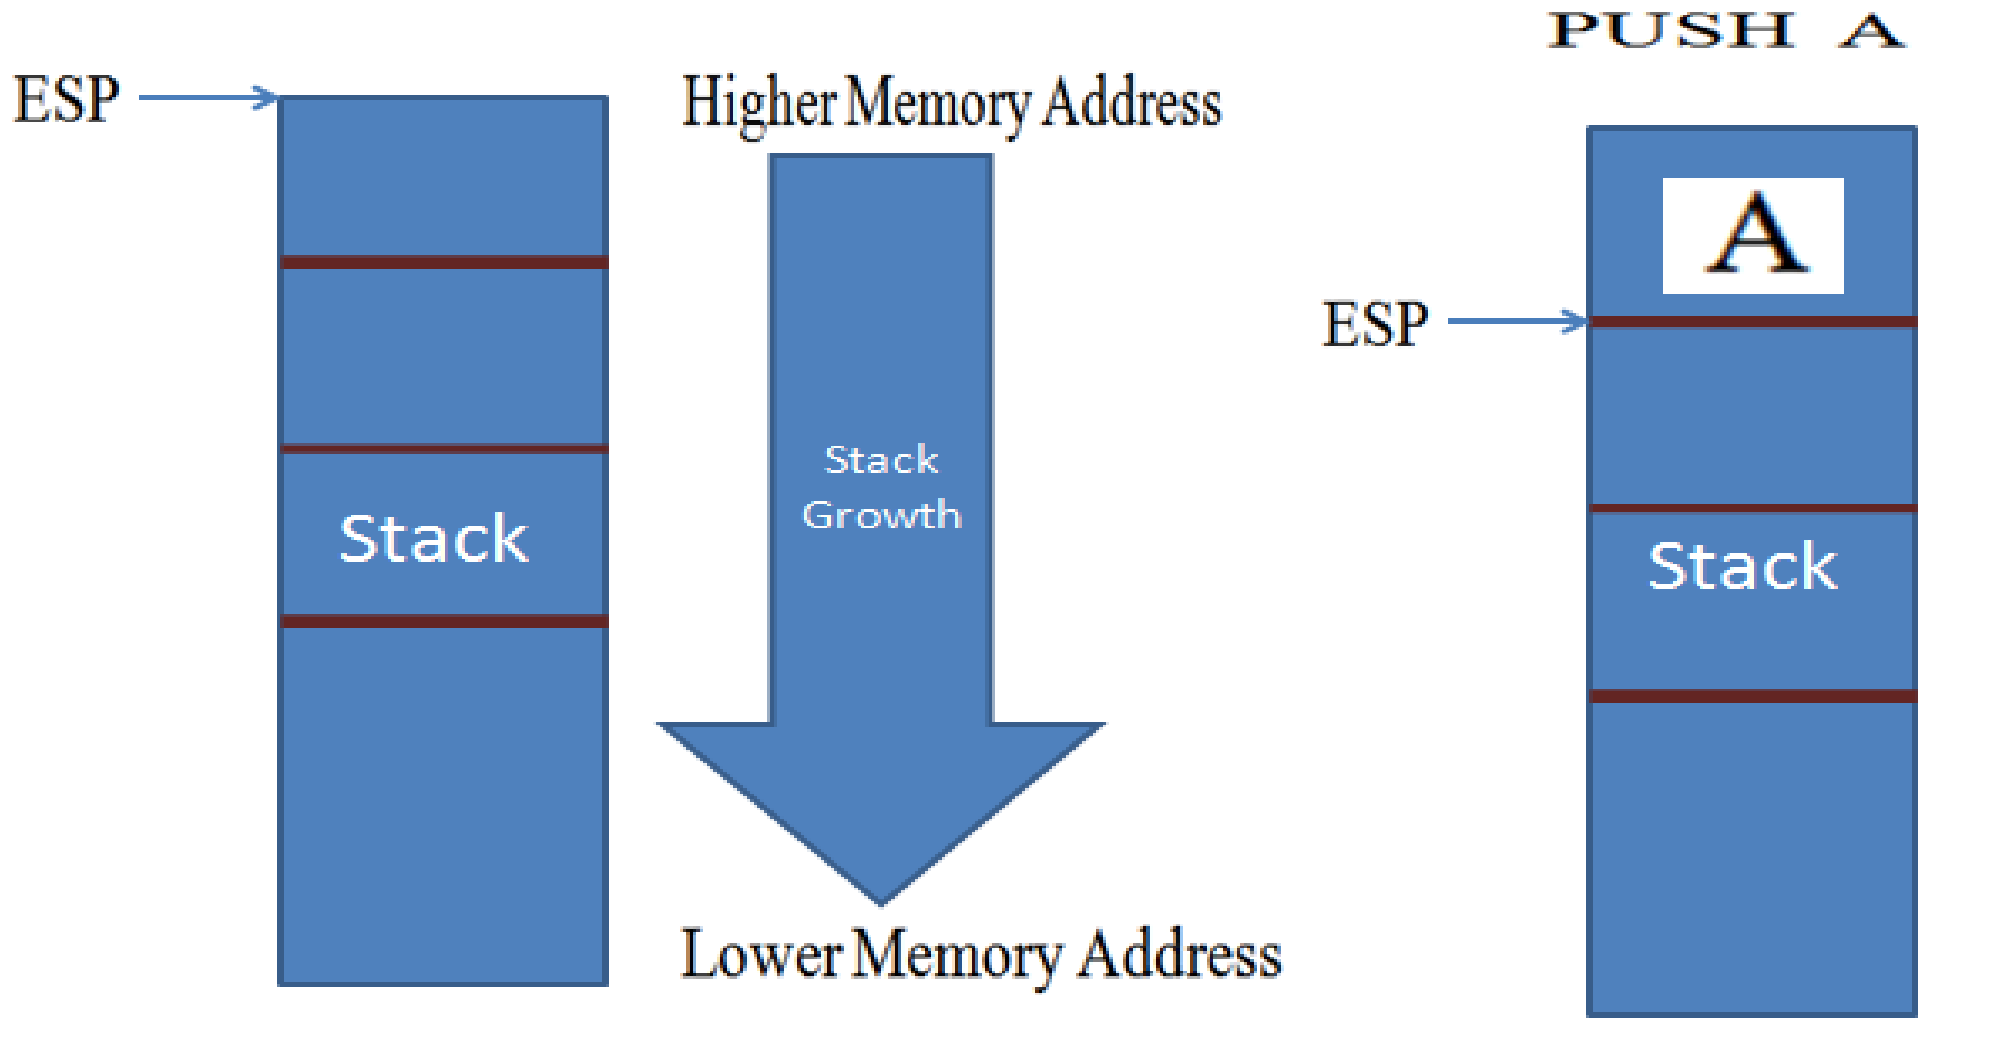 ESP
Stack
Higher Memory Address
Stack
Growth
Lower Memory Address
PUSH A
A
ESP
Stack